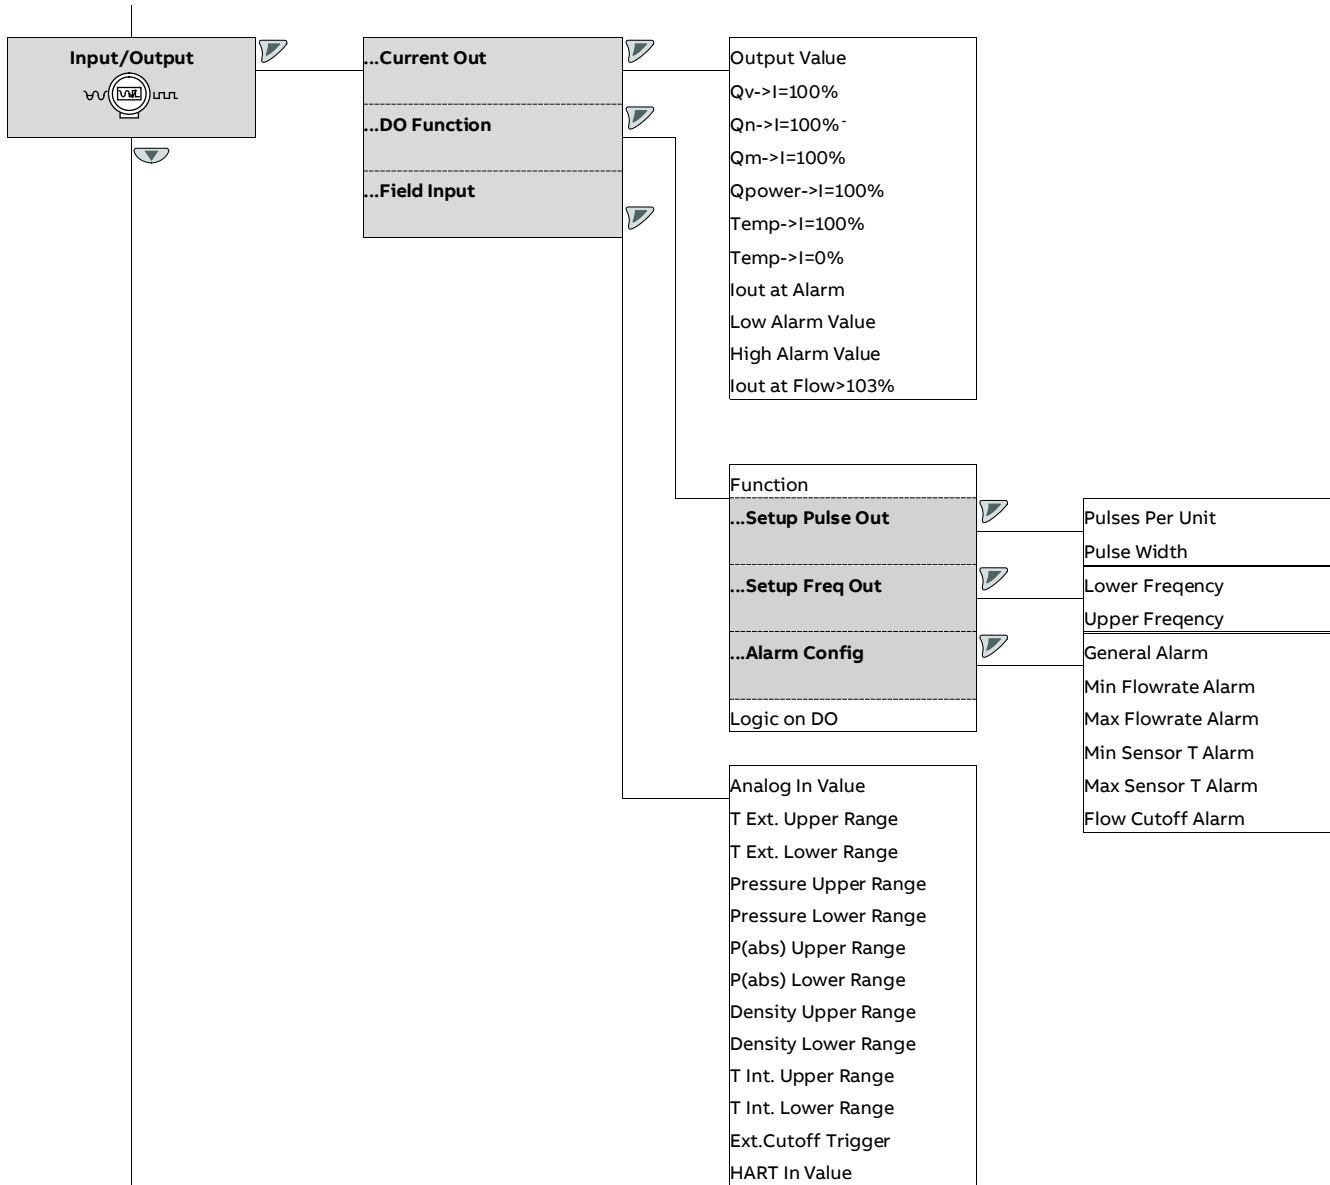 Input/Output
...Current Out
...DO Function
...Field Input
Output Value
Qv->I=100%
Qn->I=100%-
Qm->I=100%
Qpower->I=100%
Temp->I=100%
Temp->I=0%
Iout at Alarm
Low Alarm Value
High Alarm Value
Iout at Flow>103%
Function
...Setup Pulse Out
...Setup Freq Out
...Alarm Config
Logic on DO
Pulses Per Unit
Pulse Width
Lower Freqency
Upper Freqency
General Alarm
Min Flowrate Alarm
Max Flowrate Alarm
Min Sensor T Alarm
Max Sensor T Alarm
Flow Cutoff Alarm
Analog In Value
T Ext. Upper Range
T Ext. Lower Range
Pressure Upper Range
Pressure Lower Range
P(abs) Upper Range
P(abs) Lower Range
Density Upper Range
Density Lower Range
T Int. Upper Range
T Int. Lower Range
Ext.Cutoff Trigger
HART In Value